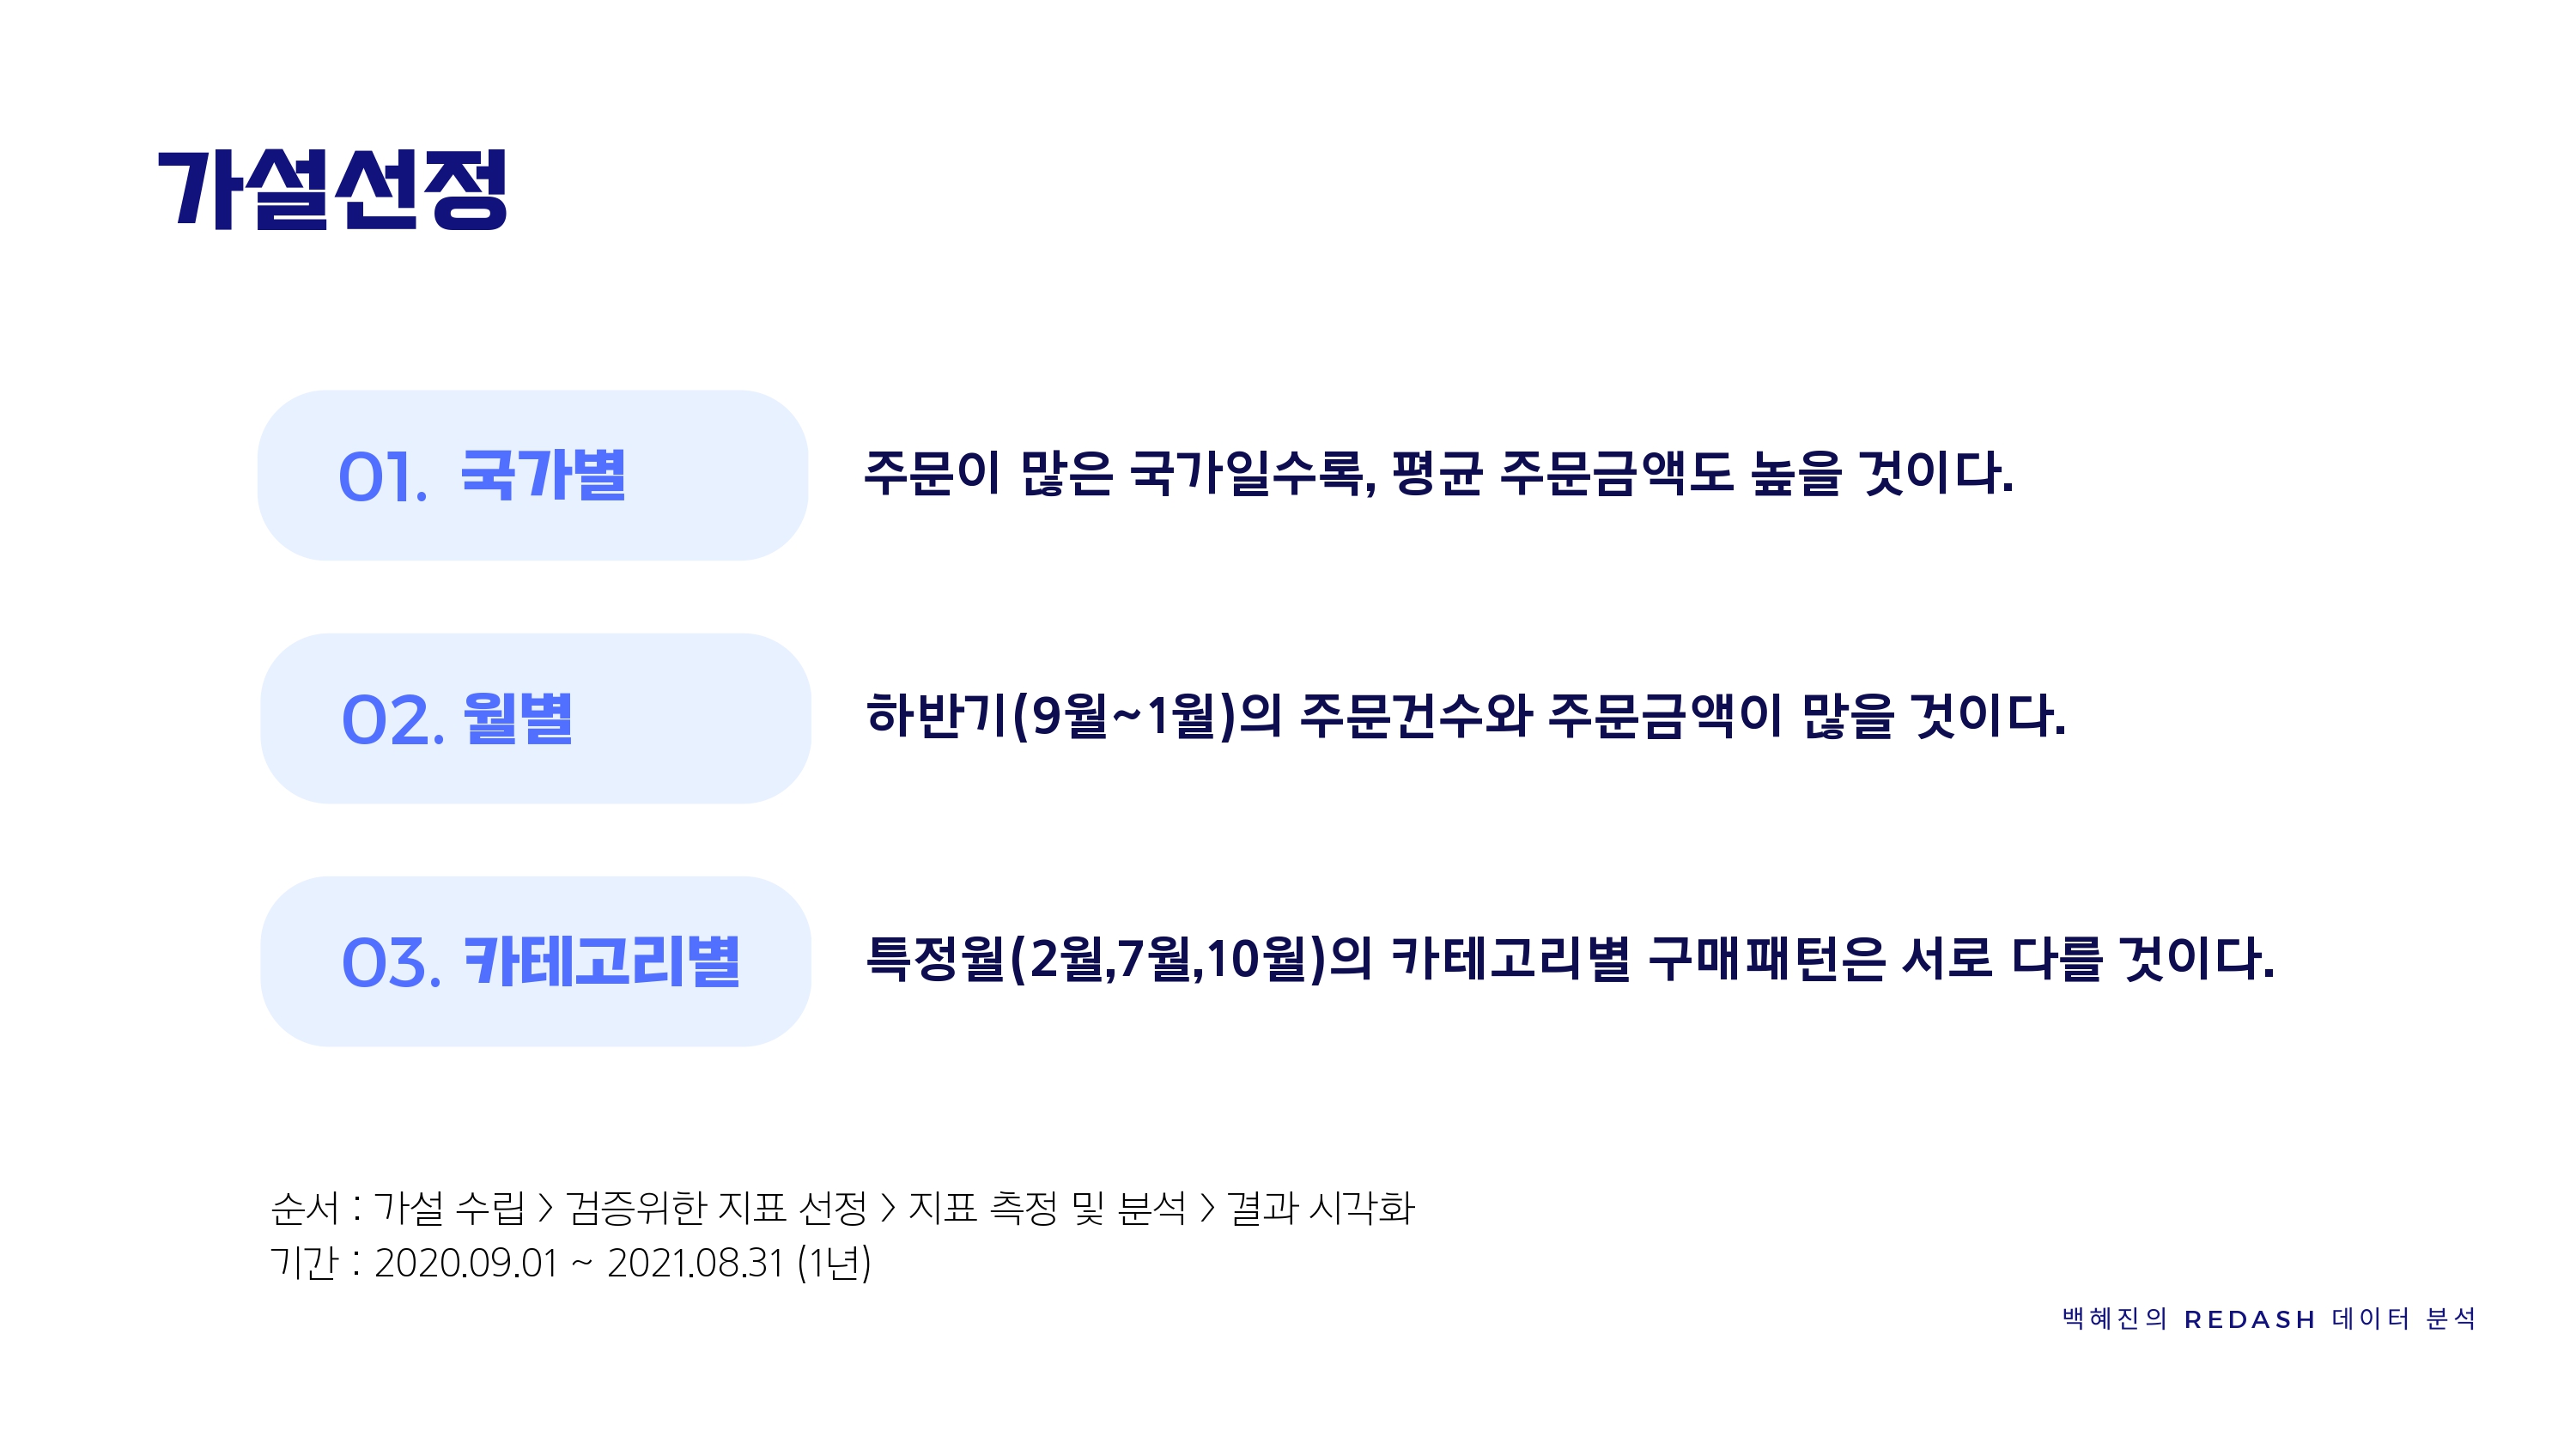 가설선정
01. 국가별
주문이 많은 국가일수록, 평균 주문금액도 높을 것이다.
02. 월별
하반기(9월~1월)의 주문건수와 주문금액이 많을 것이다.
03. 카테고리별
특정월(2월,7월,10월)의 카테고리별 구매패턴은 서로 다를 것이다.
순서 : 가설 수립 > 검증위한 지표 선정 > 지표 측정 및 분석 > 결과 시각화
기간 : 2020.09.01 ~ 2021.08.31 (1년)
백혜진의 REDASH 데이터 분석